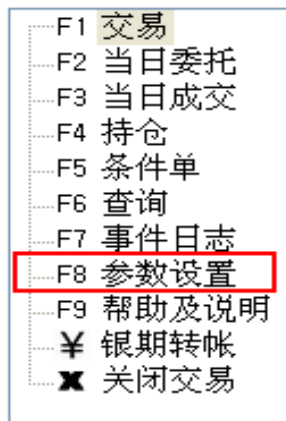 F1 交易
F2 当日委托
F3 当日成交
F4 持仓
F5 条件单
F6 查询
F7 事件日志
F8 参数设置
F9 帮助及说明
¥ 银期转帐
✖ 关闭交易